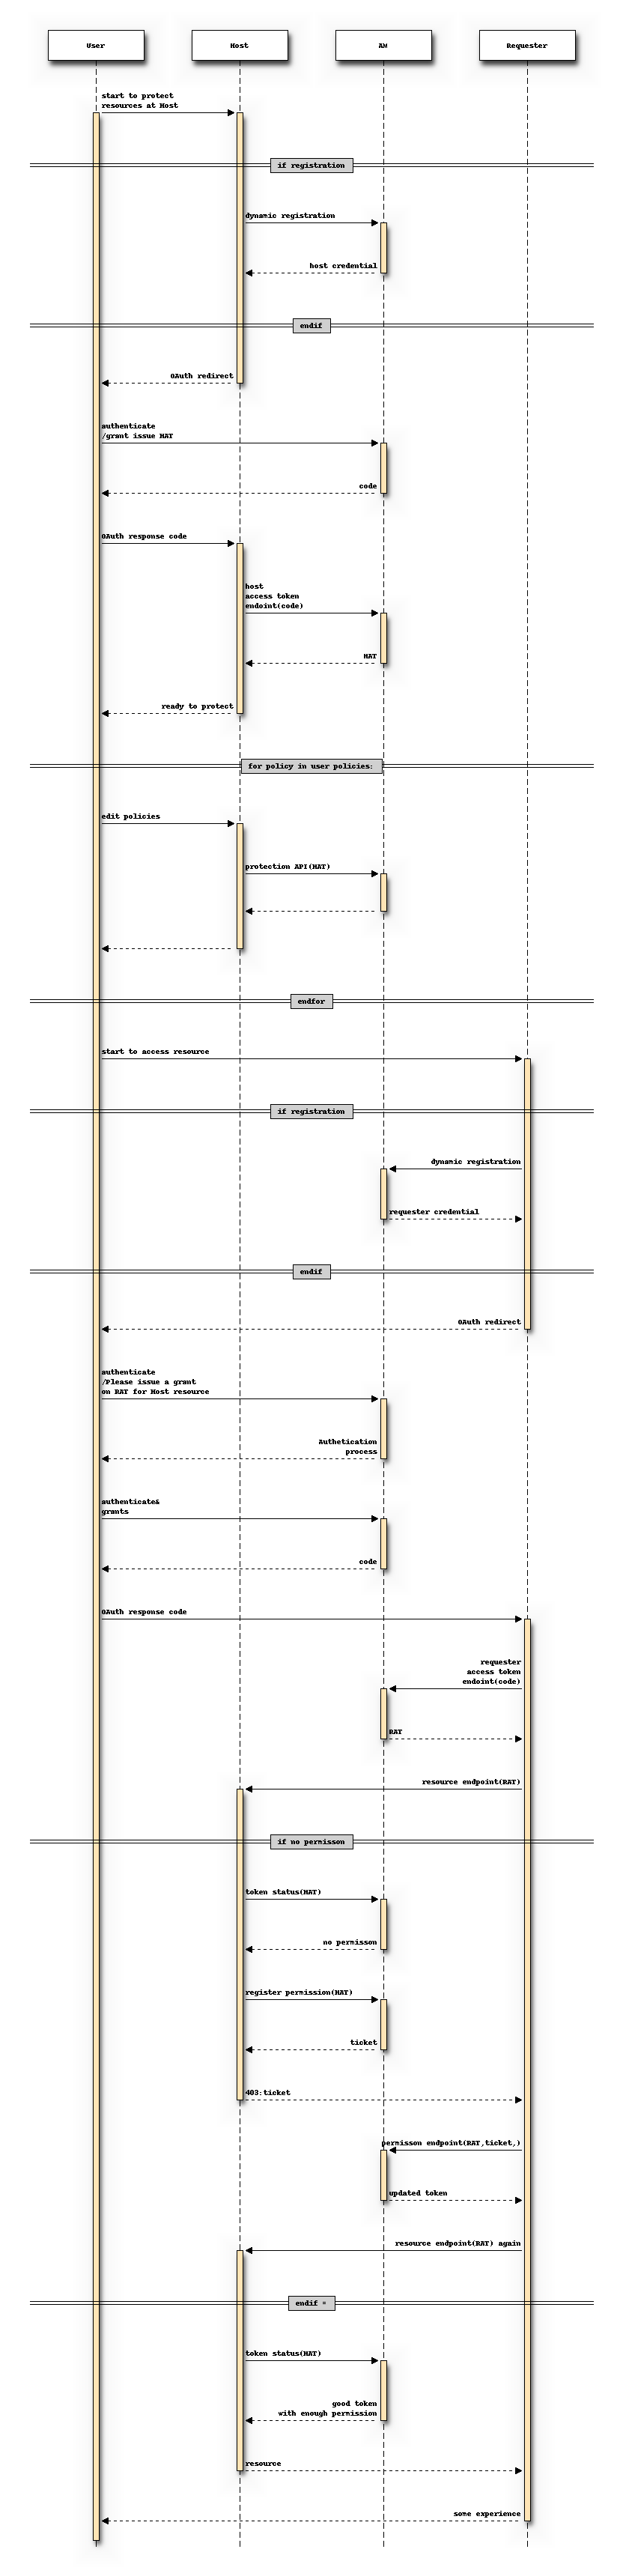 User
Host
AM
Requester
start to protect
resources at Host
if registration
dynamic registration
host credential
endif
OAuth redirect
authenticate
/grant issue HAT
code
OAuth response code
host
access token
endoint(code)
HAT
ready to protect
for policy in user policies:
edit policies
protection API(HAT)
endfor
start to access resource
if registration
dynamic registration
requester credential
endif
OAuth redirect
authenticate
/Please issue a grant
on RAT for Host resource
Authetication
process
authenticate&
grants
code
OAuth response code
requester
access token
endoint(code)
RAT
resource endpoint(RAT)
if no permisson
token status(HAT)
no permisson
register permission(HAT)
ticket
403:ticket
permisson endpoint(RAT,ticket,)
updated token
resource endpoint(RAT) again
endif =
token status(HAT)
good token
with enough permission
resource
some experience